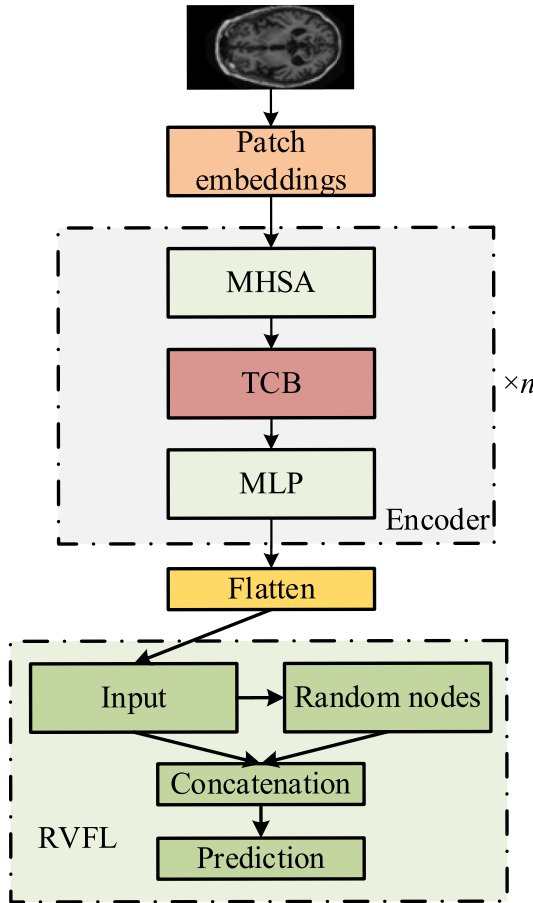 Patch
embeddings
MHSA
TCB
×n
MLP
Encoder
Flatten
Input
Random nodes
Concatenation
RVFL
Prediction